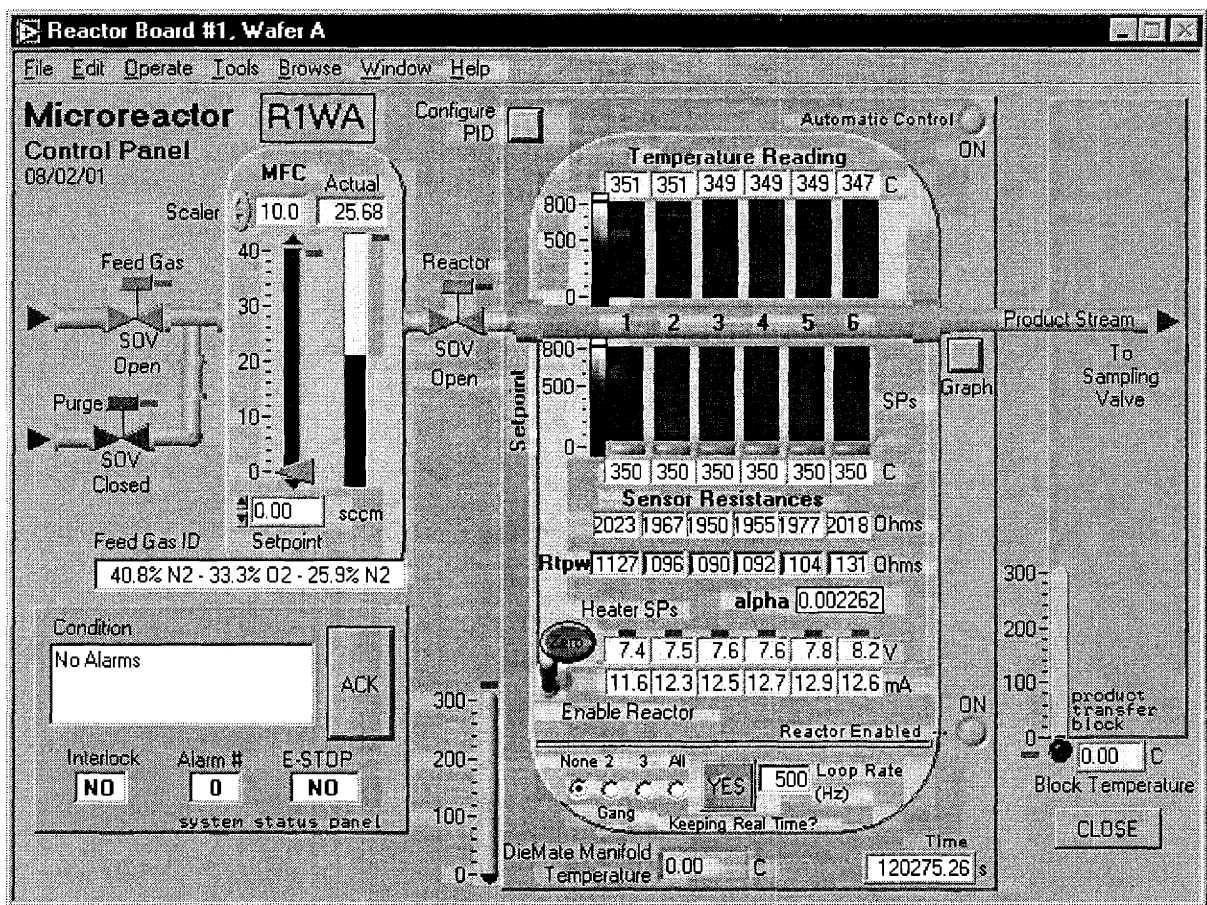 Reactor Board #1, Wafer A
File Edit Operate Tools Browse Window Help
Microreactor
Control Panel
08/02/01
R1WA
MFC
Actual
Scaler 10.0 25.68
40-
30-
20-
10-
0-
0.00 sccm
Setpoint
Feed Gas
SOV
Open
Purge
SOV
Closed
Feed Gas ID
40.8% N2 - 33.3% O2 - 25.9% N2
Reactor
SOV
Open
Configure
PID
Automatic Control
ON
Temperature Reading
351 351 349 349 349 347 C
800-
500-
0-
1 2 3 4 5 6
Product Stream
To
Sampling
Valve
Graph
Setpoint
800-
500-
0-
SPs
350 350 350 350 350 350 C
Sensor Resistances
2023 1967 1950 1955 1977 2018 Ohms
Rtpw 1127 096 090 092 104 131 Ohms
alpha 0.002262
Heater SPs
Zero
7.4 7.5 7.6 7.6 7.8 8.2 V
11.6 12.3 12.5 12.7 12.9 12.6 mA
Enable Reactor
Reactor Enabled --
ON
None 2 3 All
Gang
YES
Keeping Real Time?
500 Loop Rate
(Hz)
Condition
No Alarms
ACK
Interlock Alarm # E-STOP
NO 0 NO
system status panel
300-
200-
100-
0-
DieMate Manifold
Temperature 0.00 C
Time
120275.26 s
300-
200-
100-
0-
product
transfer
block
0.00 C
Block Temperature
CLOSE